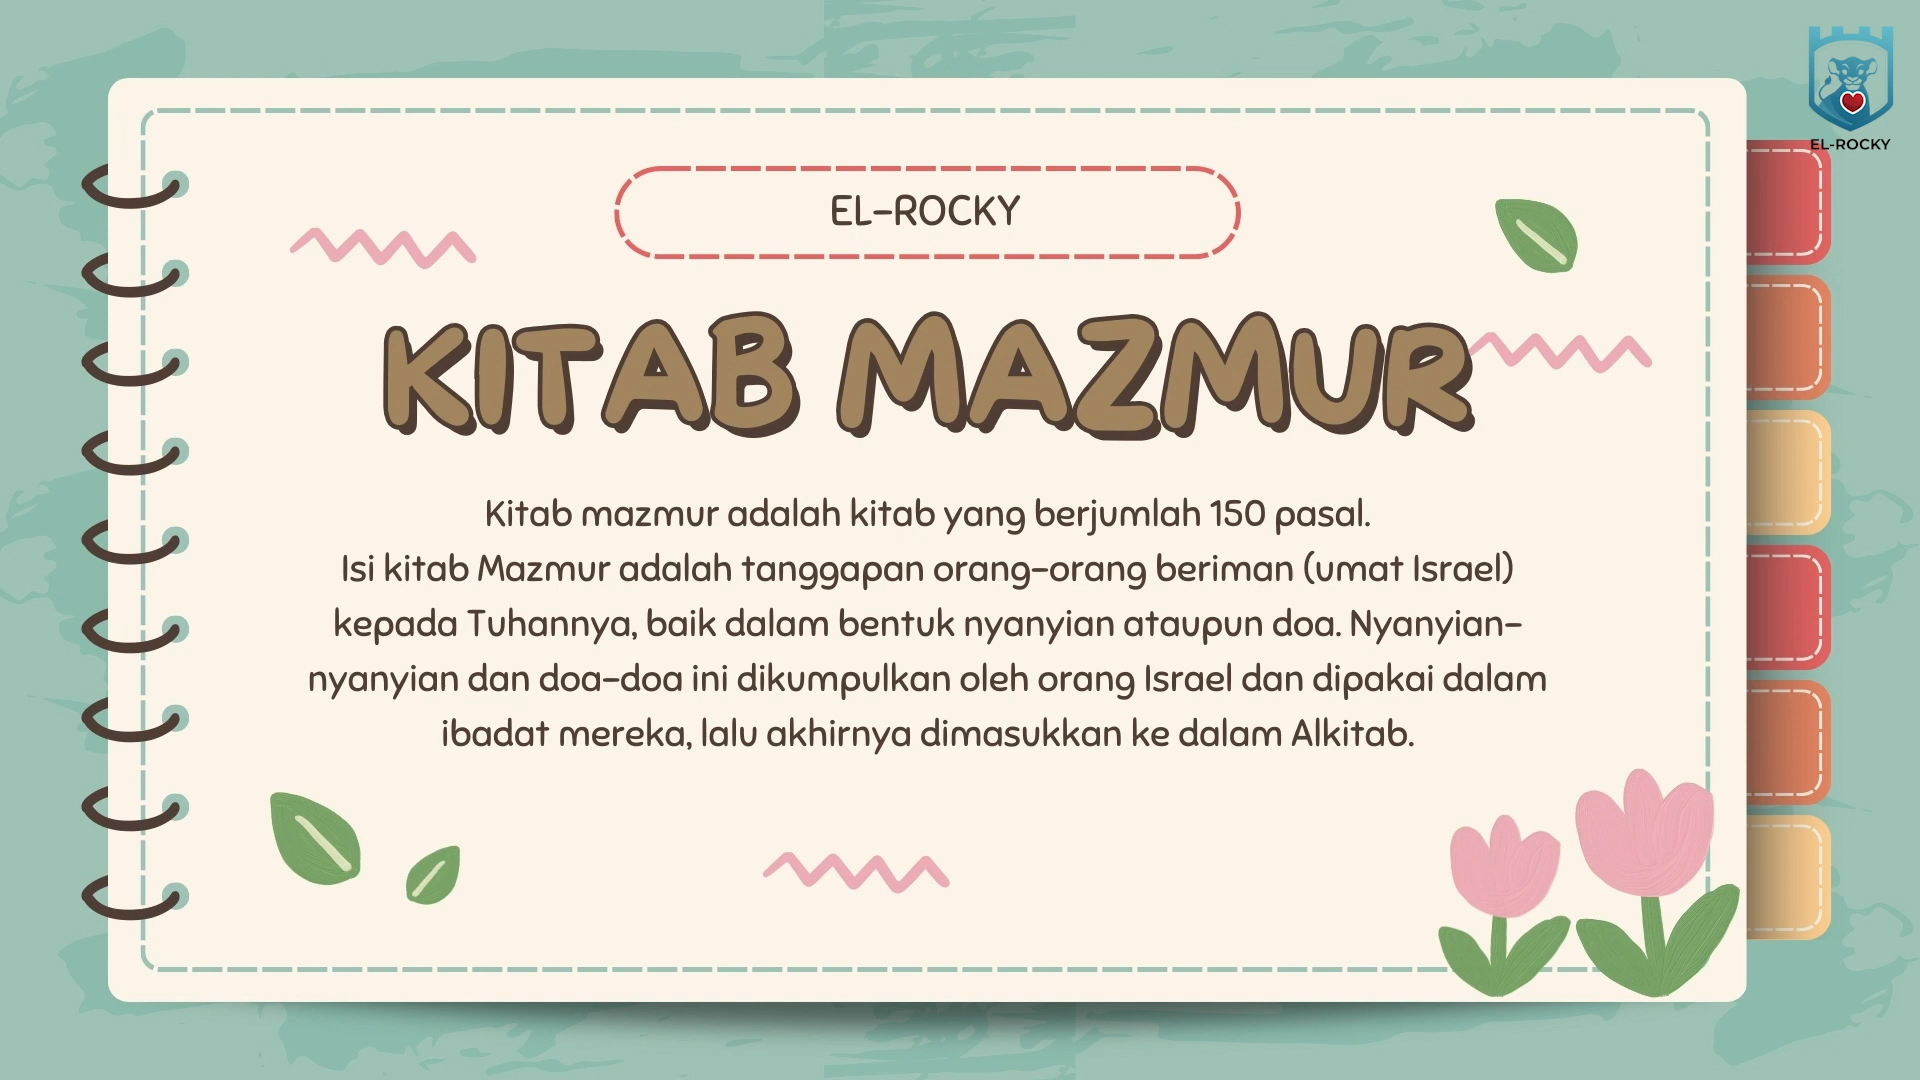 EL-ROCKY
EL-ROCKY
KITAB MAZMUR
Kitab mazmur adalah kitab yang berjumlah 150 pasal.
Isi kitab Mazmur adalah tanggapan orang-orang beriman (umat Israel)
kepada Tuhannya, baik dalam bentuk nyanyian ataupun doa. Nyanyian-
nyanyian dan doa-doa ini dikumpulkan oleh orang Israel dan dipakai dalam
ibadat mereka, lalu akhirnya dimasukkan ke dalam Alkitab.